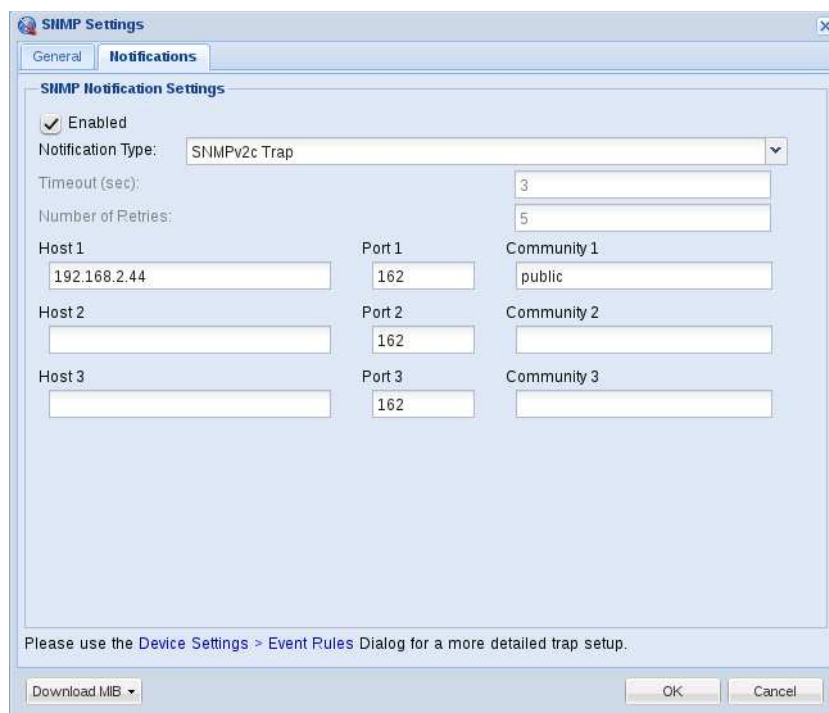 SNMP Settings
General
Notifications
SNMP Notification Settings
Enabled
Notification Type:
SNMPv2c Trap
Timeout (sec):
3
Number of Retries:
5
Host 1
Port 1
Community 1
192.168.2.44
162
public
Host 2
Port 2
Community 2
162
Host 3
Port 3
Community 3
162
Please use the Device Settings > Event Rules Dialog for a more detailed trap setup.
Download MIB
OK
Cancel